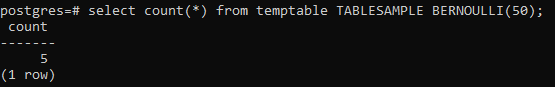 postgres=# select count(*) from temptable TABLESAMPLE BERNOULLI(50);
count
-------
5
(1 row)